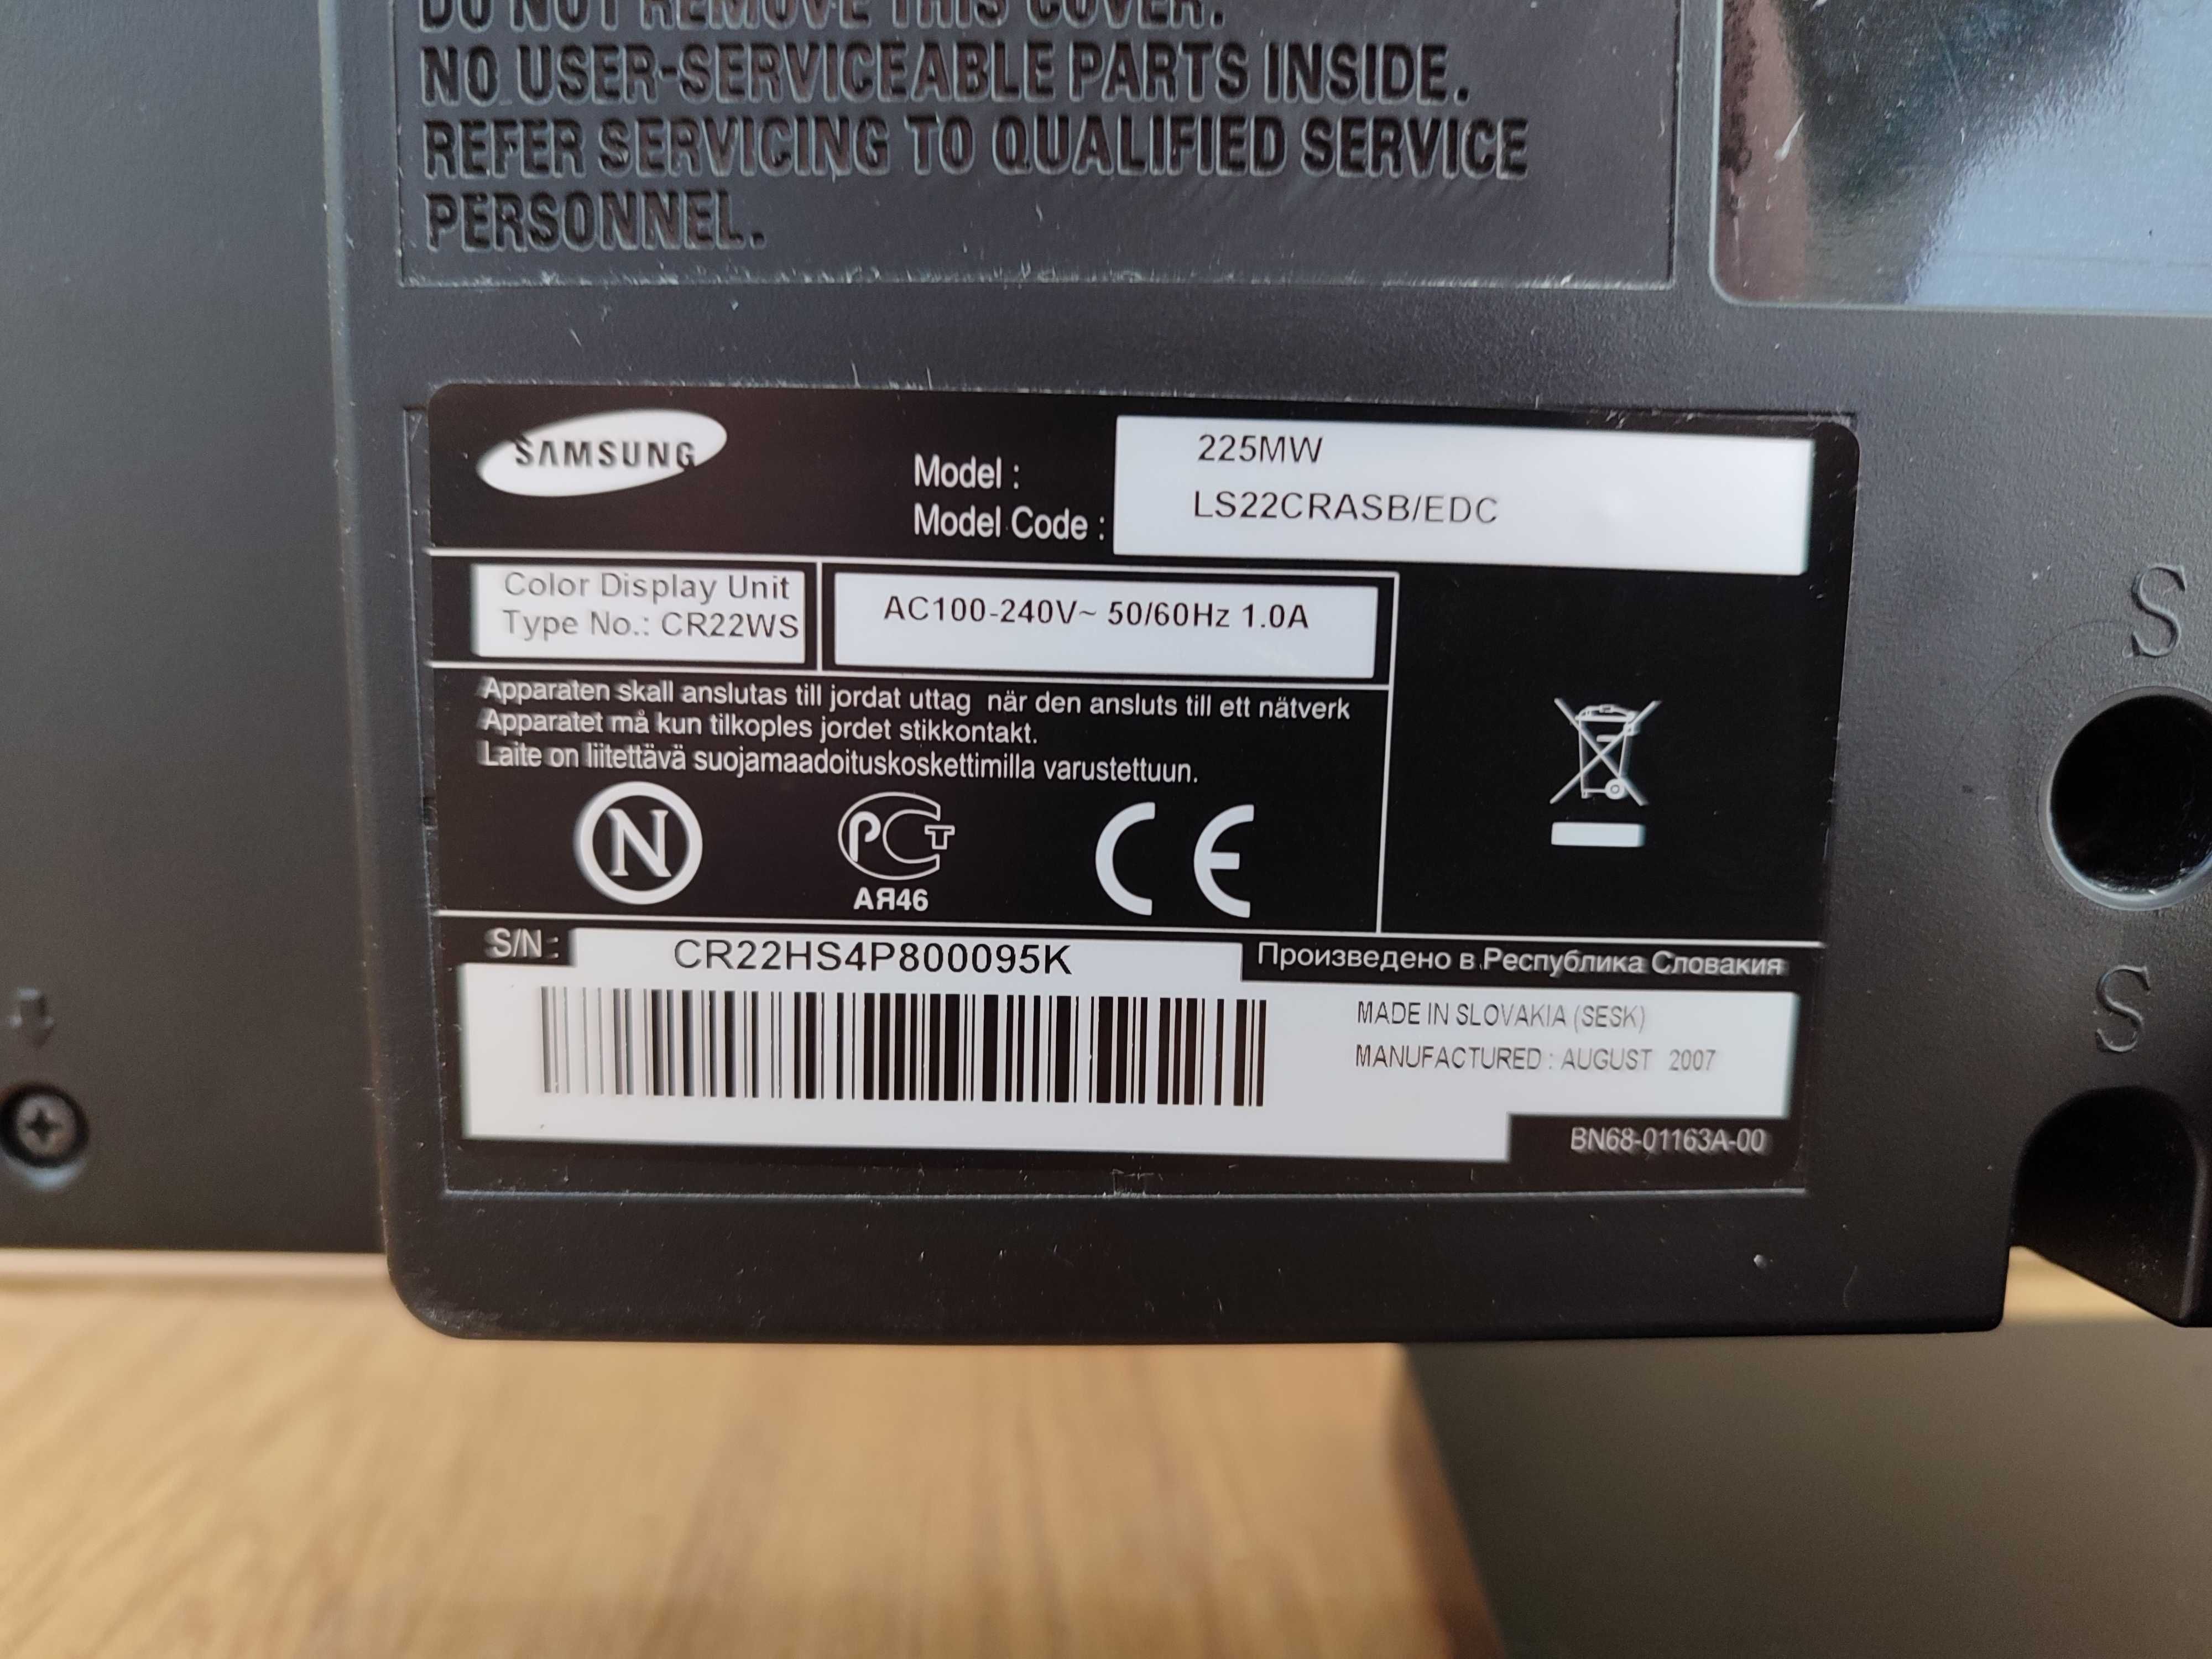 DO NOT REMOVE THIS COVER.
NO USER-SERVICEABLE PARTS INSIDE.
REFER SERVICING TO QUALIFIED SERVICE
PERSONNEL.
SAMSUNG
Model : 225MW
Model Code : LS22CRASB/EDC
Color Display Unit
Type No.: CR22WS
AC100-240V~ 50/60Hz 1.0A
Apparaten skall anslutas till jordat uttag när den ansluts till ett nätverk
Apparatet må kun tilkoples jordet stikkontakt.
Laite on liitettävä suojamaadoituskoskettimilla varustettuun.
N
РСТ
АЯ46
CE
S/N: CR22HS4P800095K
Произведено в Республика Словакия
MADE IN SLOVAKIA (SESK)
MANUFACTURED : AUGUST 2007
BN68-01163A-00
S
S